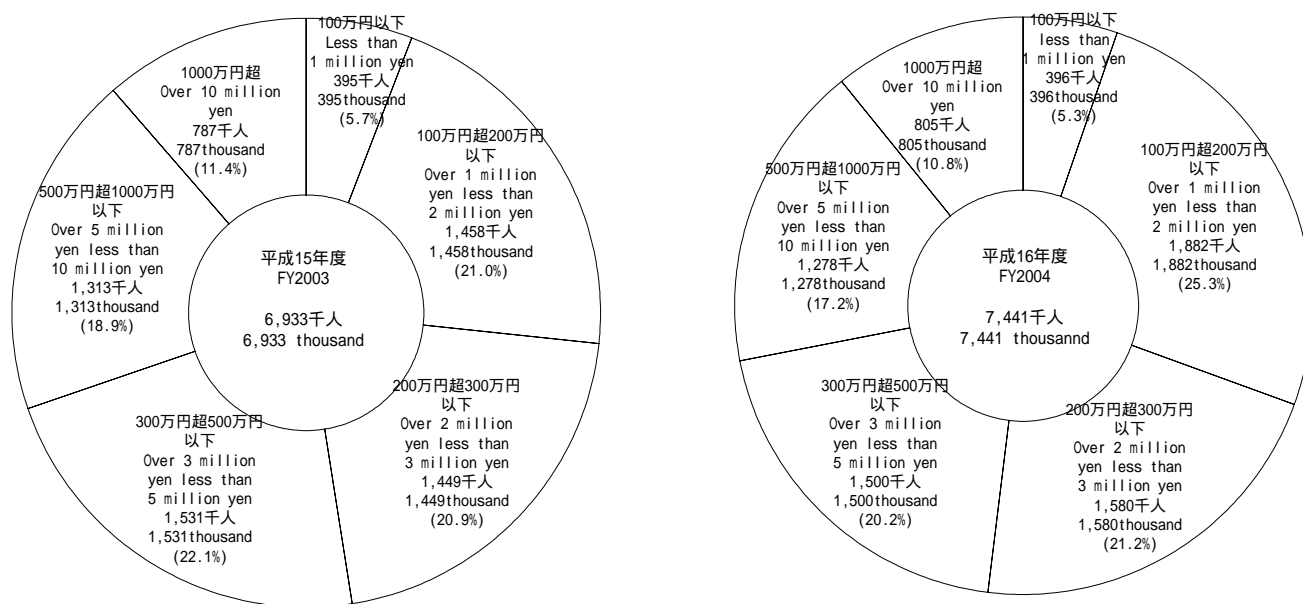 100万円以下
Less than
1 million yen
395千人
395thousand
(5.7%)
100万円超200万円
以下
Over 1 million
yen less than
2 million yen
1,458千人
1,458thousand
(21.0%)
200万円超300万円
以下
Over 2 million
yen less than
3 million yen
1,449千人
1,449thousand
(20.9%)
300万円超500万円
以下
Over 3 million
yen less than
5 million yen
1,531千人
1,531thousand
(22.1%)
500万円超1000万円
以下
Over 5 million
yen less than
10 million yen
1,313千人
1,313thousand
(18.9%)
1000万円超
Over 10 million
yen
787千人
787thousand
(11.4%)
平成15年度
FY2003
6,933千人
6,933 thousand
100万円以下
less than
1 million yen
396千人
396thousand
(5.3%)
100万円超200万円
以下
Over 1 million
yen less than
2 million yen
1,882千人
1,882thousand
(25.3%)
200万円超300万円
以下
Over 2 million
yen less than
3 million yen
1,580千人
1,580thousand
(21.2%)
300万円超500万円
以下
Over 3 million
yen less than
5 million yen
1,500千人
1,500thousand
(20.2%)
500万円超1000万円
以下
Over 5 million
yen less than
10 million yen
1,278千人
1,278thousand
(17.2%)
1000万円超
Over 10 million
yen
805千人
805thousand
(10.8%)
平成16年度
FY2004
7,441千人
7,441 thousannd